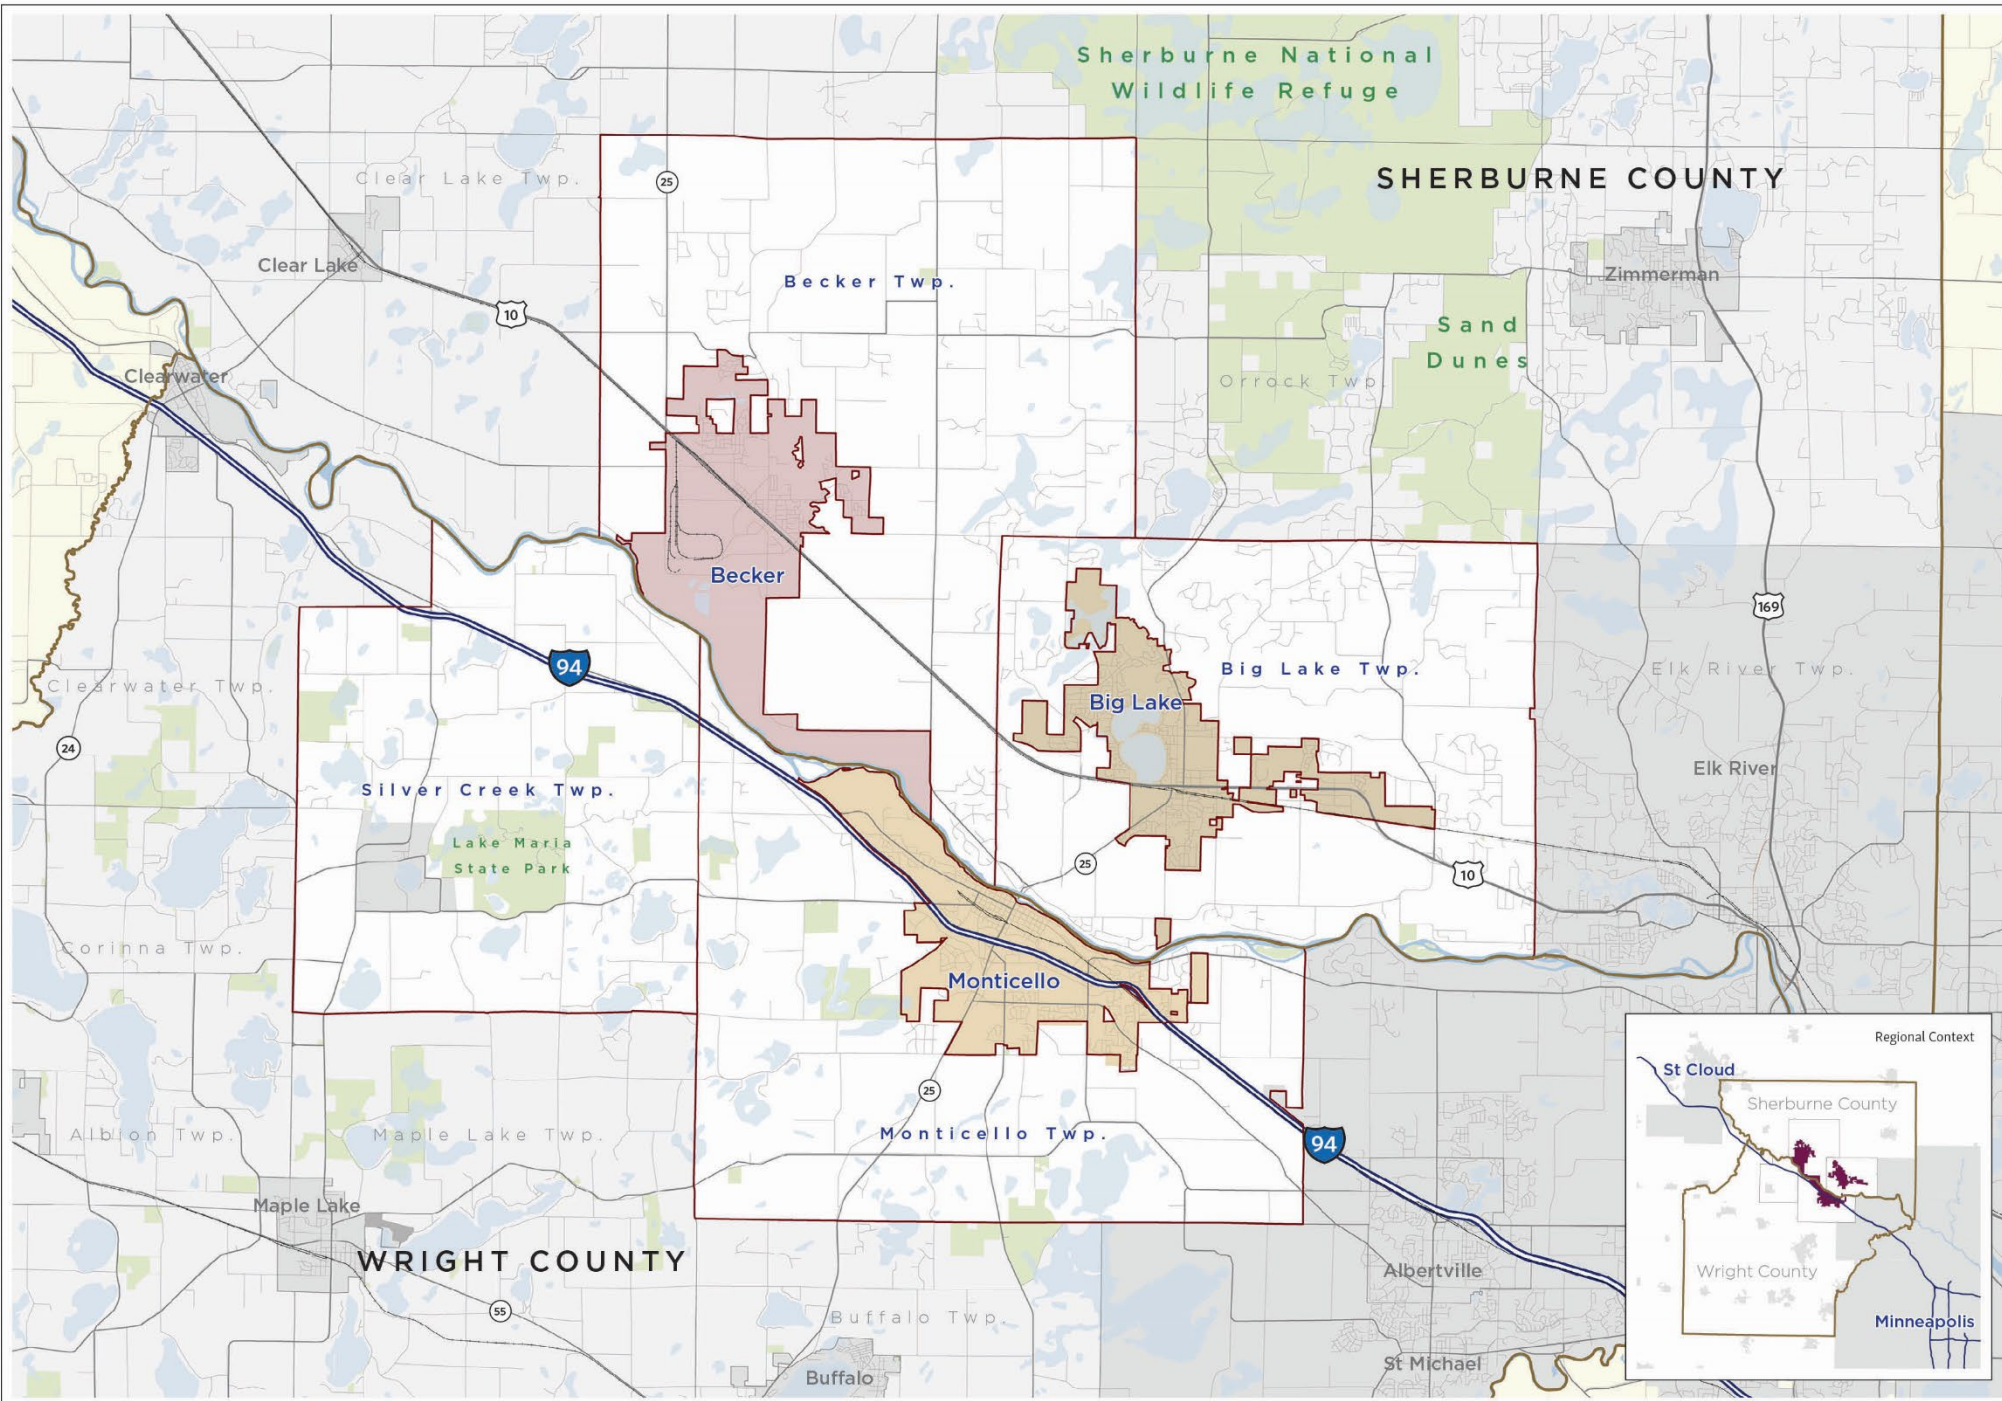 Sherburne National
Wildlife Refuge
SHERBURNE COUNTY
Clear Lake Twp.
25
Clear Lake
Zimmerman
Becker Twp.
10
Sand
Dunes
Orrock Twp.
Clearwater
Becker
169
94
Clearwater Twp.
Big Lake Twp.
Elk River Twp.
Big Lake
24
Elk River
Silver Creek Twp.
Lake Maria
State Park
25
10
Corinna Twp.
Monticello
25
Albion Twp.
Maple Lake Twp.
Monticello Twp.
94
Maple Lake
WRIGHT COUNTY
Albertville
55
Buffalo Twp.
St Michael
Buffalo
Regional Context
St Cloud
Sherburne County
Wright County
Minneapolis